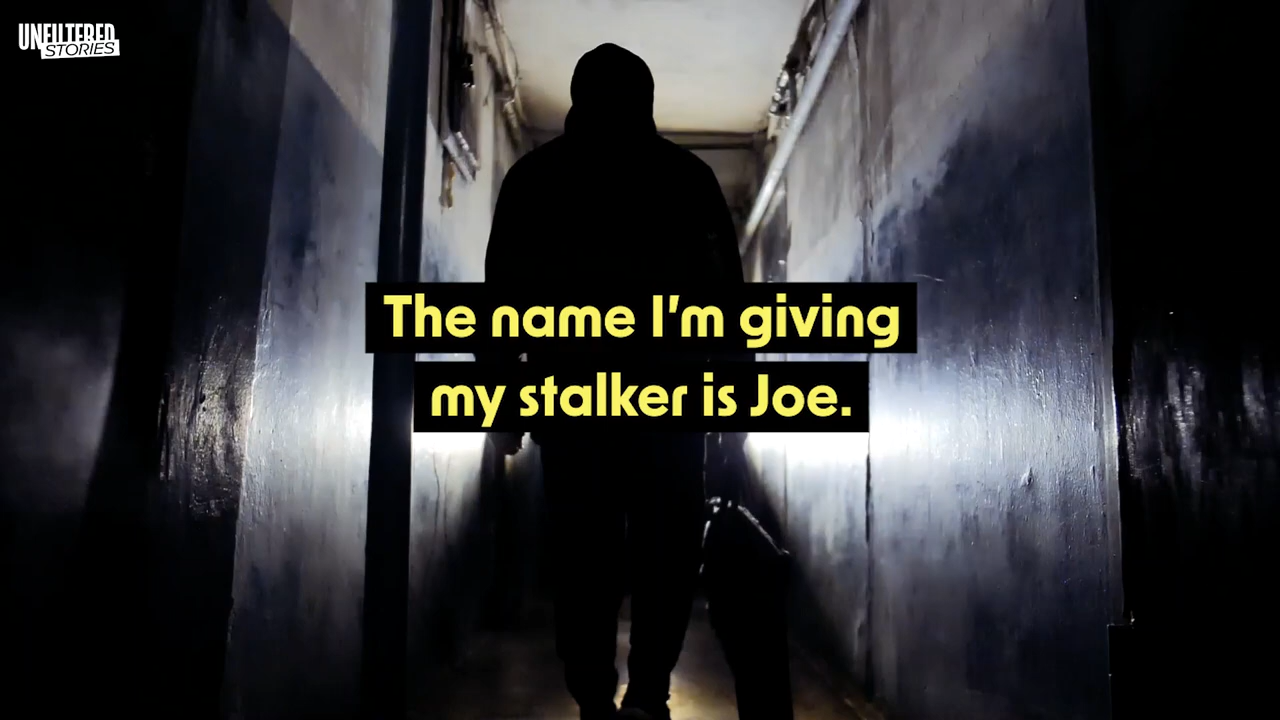 UNFILTERED
STORIES
The name I'm giving
my stalker is Joe.